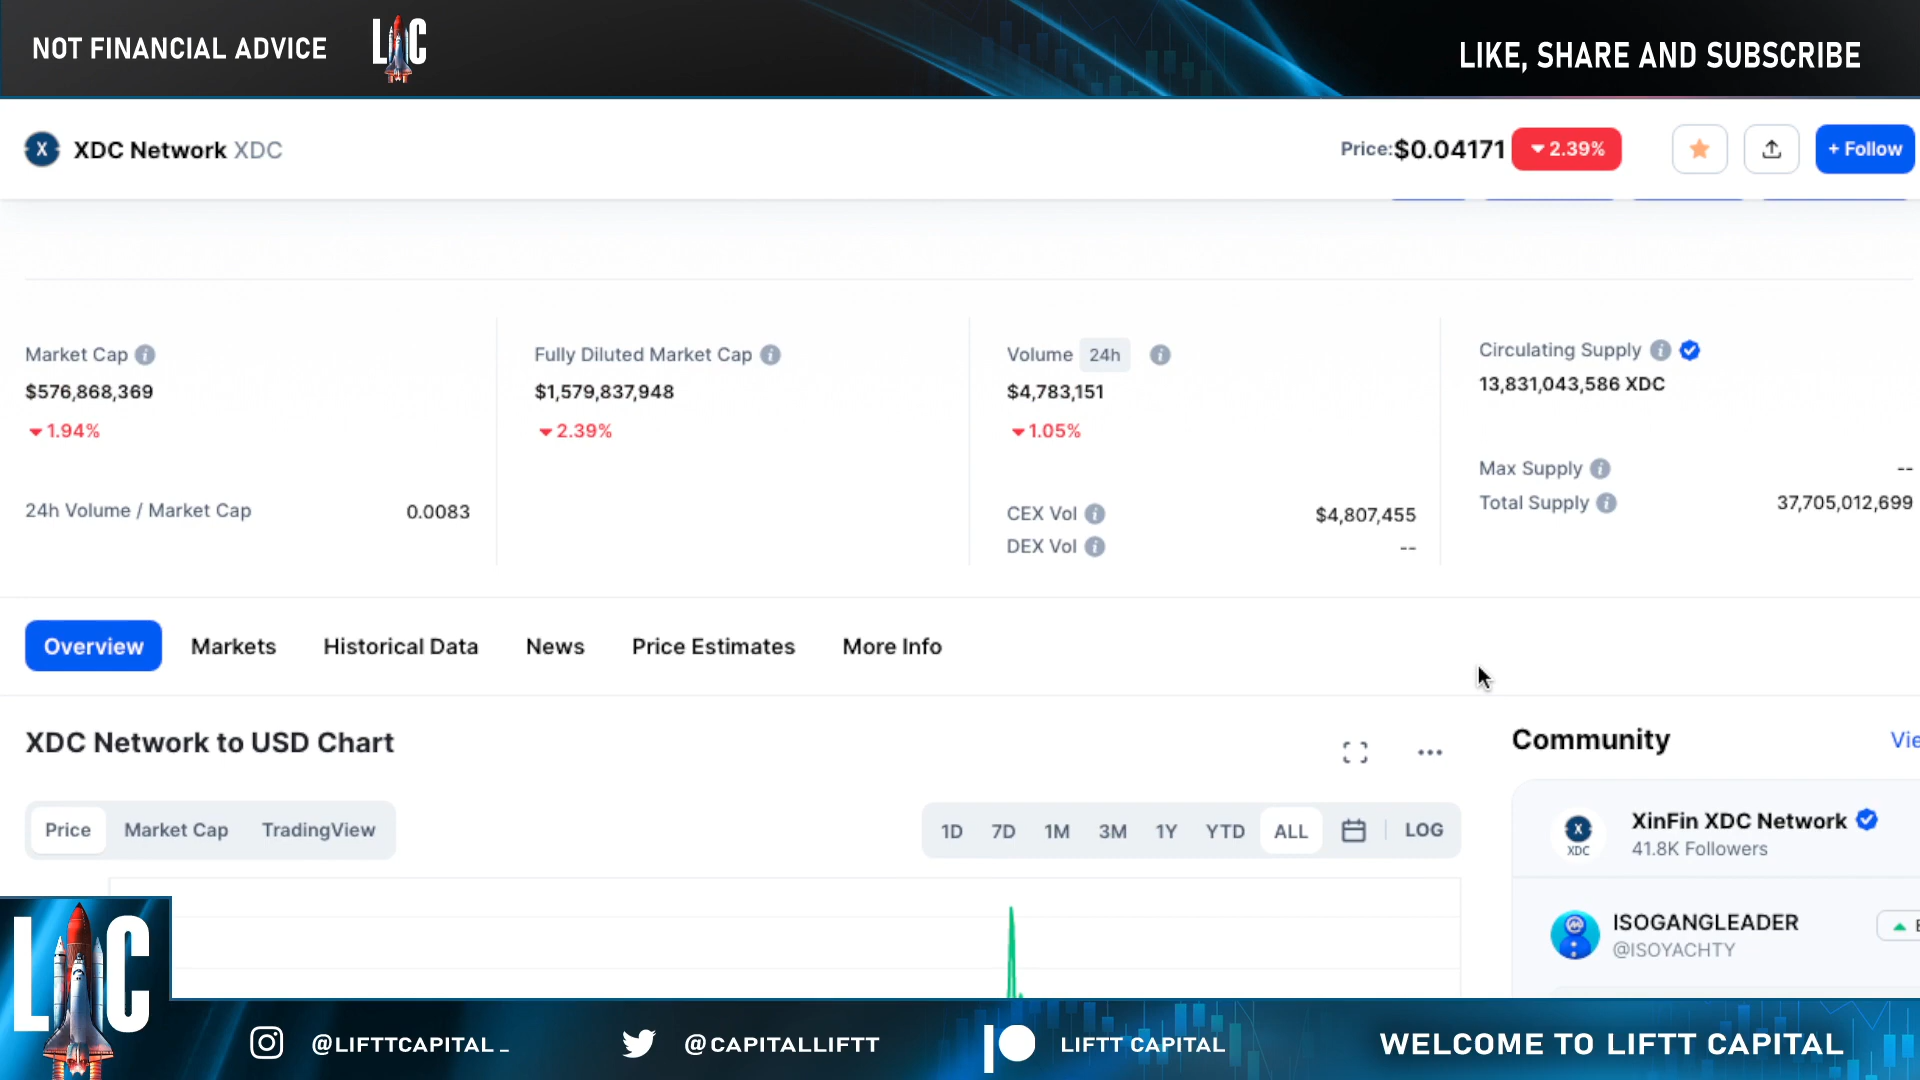 NOT FINANCIAL ADVICE
LC
LIKE, SHARE AND SUBSCRIBE
X
XDC Network XDC
Price:$0.04171
2.39%
+ Follow
Market Cap
$576,868,369
1.94%
24h Volume / Market Cap
0.0083
Fully Diluted Market Cap
$1,579,837,948
2.39%
Volume 24h
$4,783,151
1.05%
CEX Vol
$4,807,455
DEX Vol
--
Circulating Supply
13,831,043,586 XDC
Max Supply
--
Total Supply
37,705,012,699
Overview
Markets
Historical Data
News
Price Estimates
More Info
XDC Network to USD Chart
Price
Market Cap
TradingView
1D
7D
1M
3M
1Y
YTD
ALL
LOG
Community
Vie
X
XDC
XinFin XDC Network
41.8K Followers
ISOGANGLEADER
@ISOYACHTY
LC
@LIFTTCAPITAL_
@CAPITALLIFTT
LIFTT CAPITAL
WELCOME TO LIFTT CAPITAL